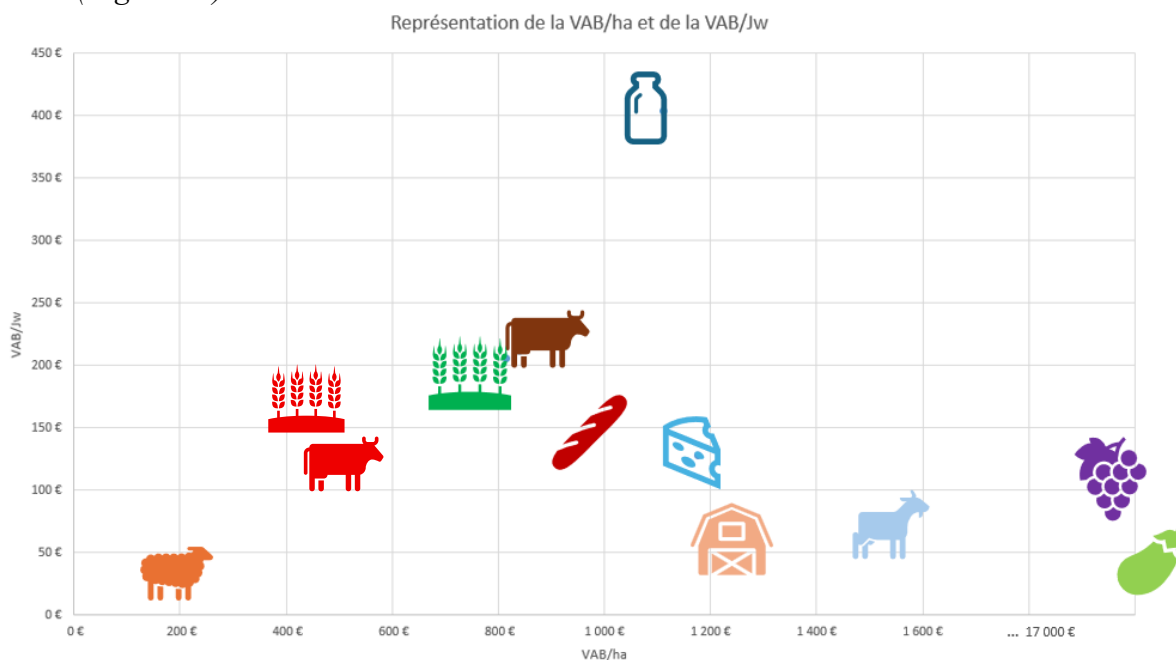 Représentation de la VAB/ha et de la VAB/Jw
450 €
400 €
350 €
300 €
250 €
200 €
150 €
100 €
50 €
0 €
VAB/Jw
0 € 200 € 400 € 600 € 800 € 1 000 € 1 200 € 1 400 € 1 600 € ... 17 000 €
VAB/ha